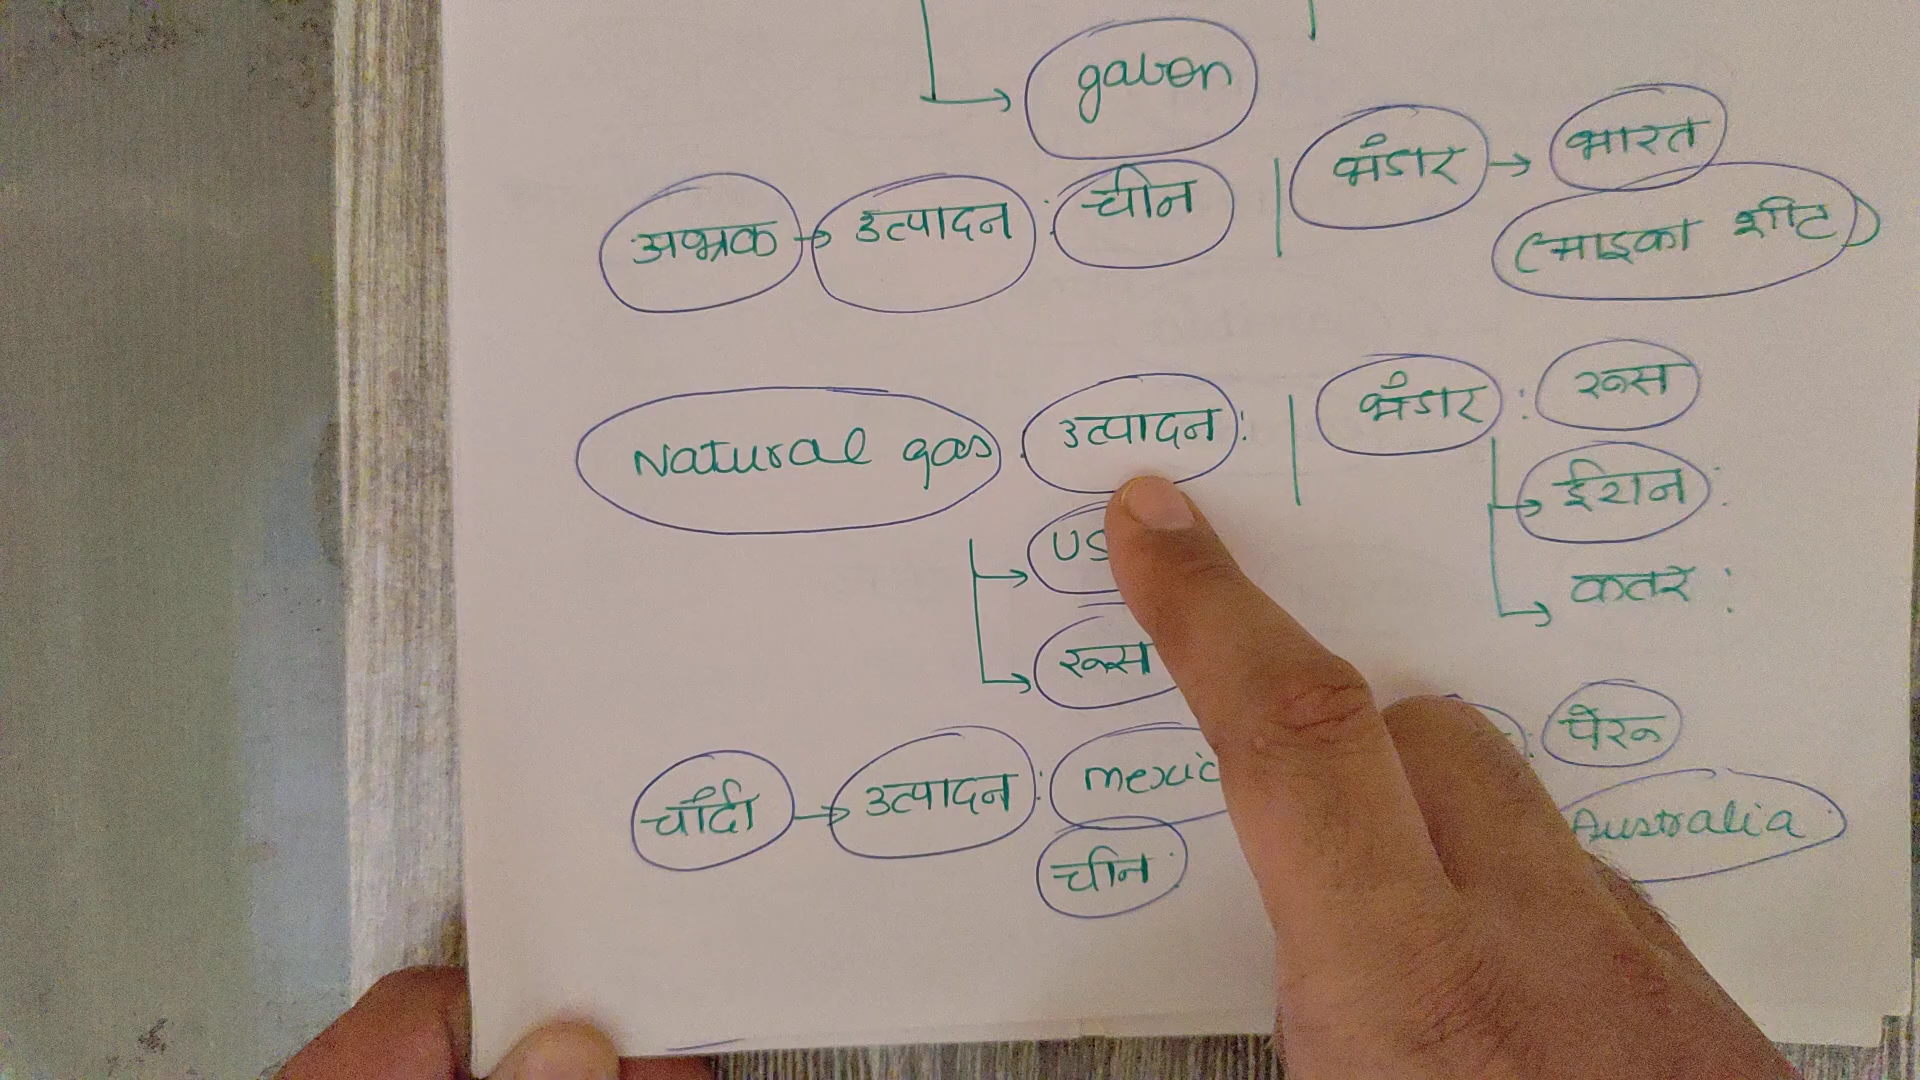 gabon
अभ्रक → उत्पादन : चीन | भंडार → भारत
(माइका शीट)
Natural gas उत्पादन : | भंडार : रूस
→ ईरान :
→ US
→ कतर :
→ रूस
चाँदी → उत्पादन : mexic : पेरू
चीन Australia